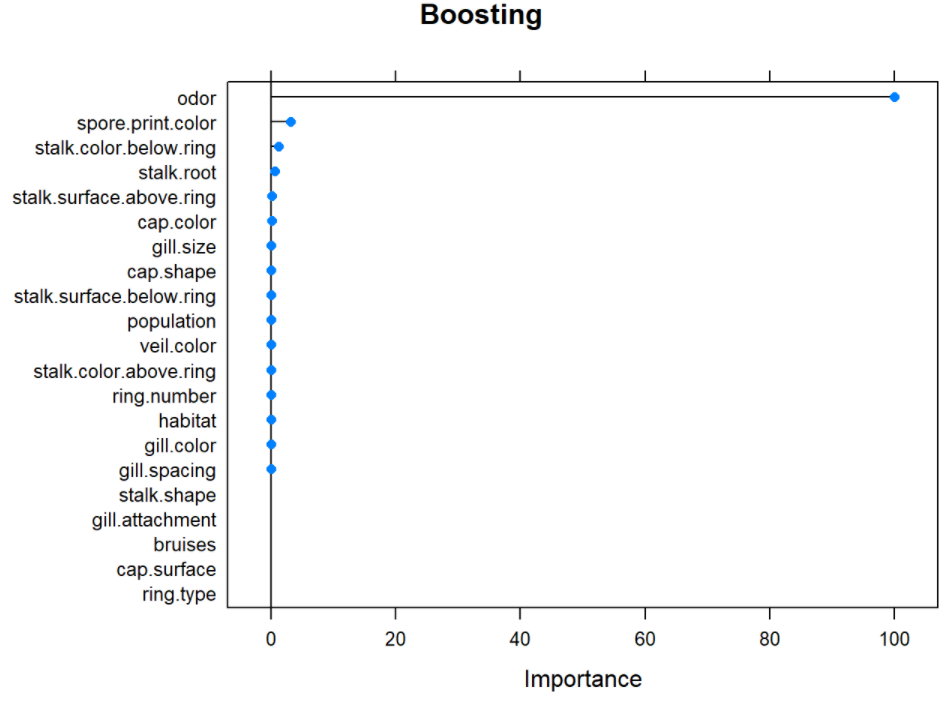 Boosting
odor
spore.print.color
stalk.color.below.ring
stalk.root
stalk.surface.above.ring
cap.color
gill.size
cap.shape
stalk.surface.below.ring
population
veil.color
stalk.color.above.ring
ring.number
habitat
gill.color
gill.spacing
stalk.shape
gill.attachment
bruises
cap.surface
ring.type
0 20 40 60 80 100
Importance